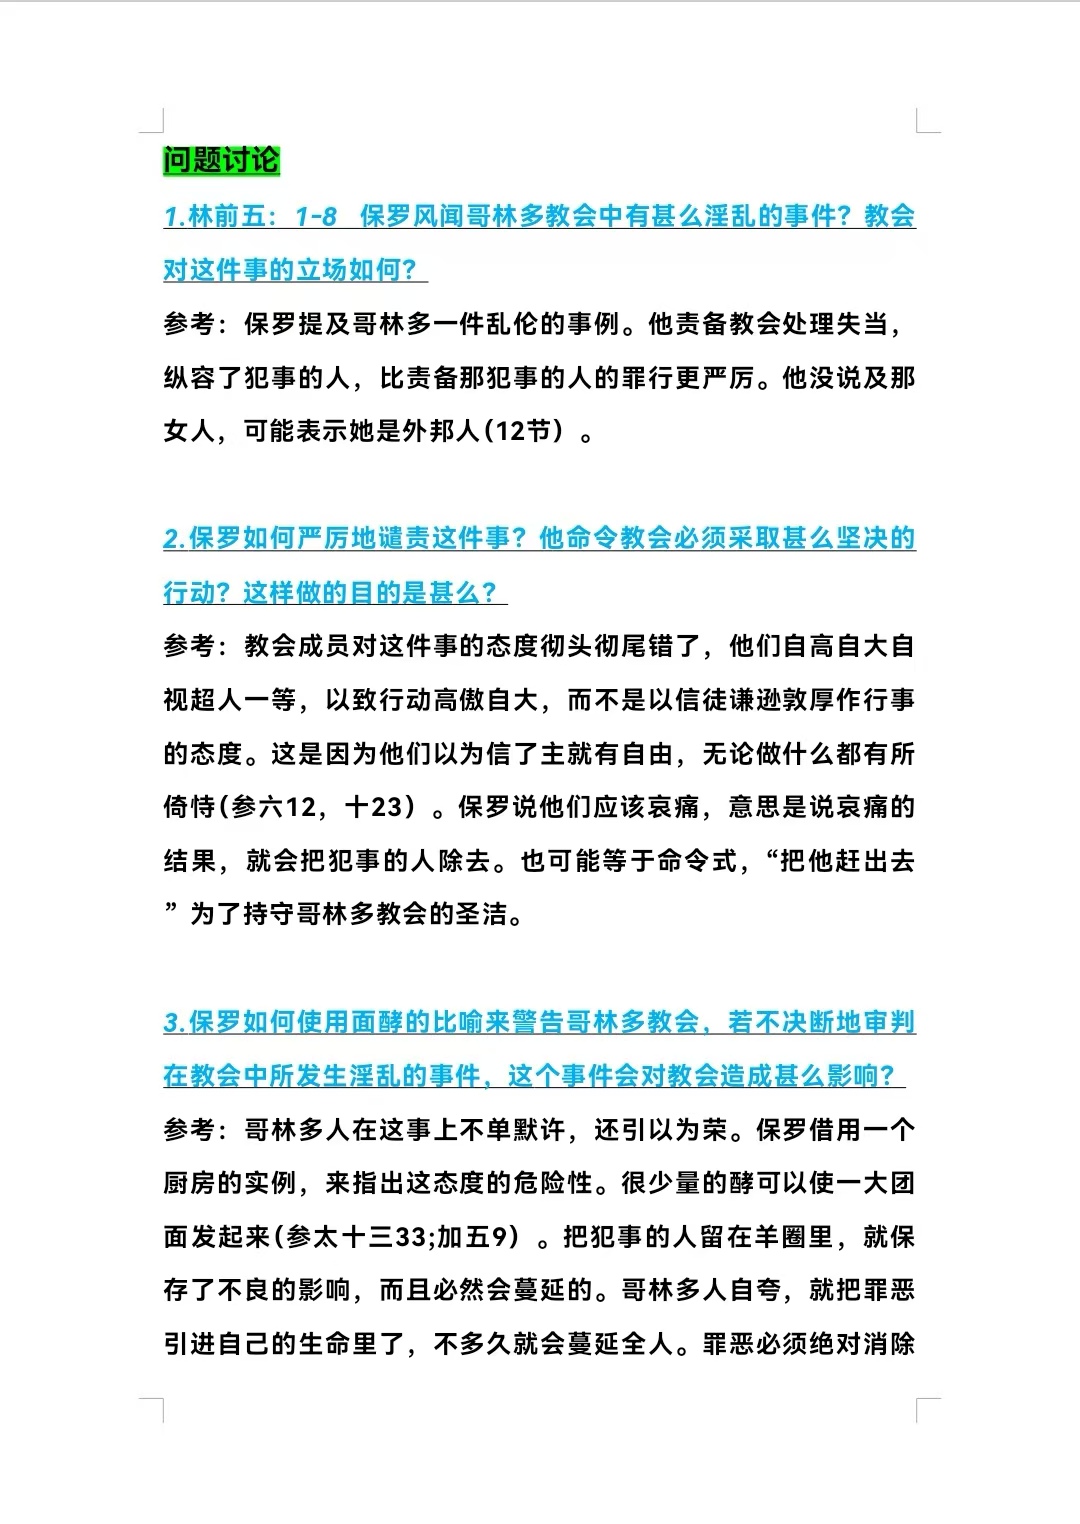 问题讨论
1.林前五：1-8 保罗风闻哥林多教会中有甚么淫乱的事件？教会
对这件事的立场如何？
参考：保罗提及哥林多一件乱伦的事例。他责备教会处理失当，
纵容了犯事的人，比责备那犯事的人的罪行更严厉。他没说及那
女人，可能表示她是外邦人(12节）。
2.保罗如何严厉地谴责这件事？他命令教会必须采取甚么坚决的
行动？这样做的目的是甚么？
参考：教会成员对这件事的态度彻头彻尾错了，他们自高自大自
视超人一等，以致行动高傲自大，而不是以信徒谦逊敦厚作行事
的态度。这是因为他们以为信了主就有自由，无论做什么都有所
倚恃(参六12，十23）。保罗说他们应该哀痛，意思是说哀痛的
结果，就会把犯事的人除去。也可能等于命令式，“把他赶出去
”为了持守哥林多教会的圣洁。
3.保罗如何使用面酵的比喻来警告哥林多教会，若不决断地审判
在教会中所发生淫乱的事件，这个事件会对教会造成甚么影响？
参考：哥林多人在这事上不单默许，还引以为荣。保罗借用一个
厨房的实例，来指出这态度的危险性。很少量的酵可以使一大团
面发起来(参太十三33;加五9）。把犯事的人留在羊圈里，就保
存了不良的影响，而且必然会蔓延的。哥林多人自夸，就把罪恶
引进自己的生命里了，不多久就会蔓延全人。罪恶必须绝对消除